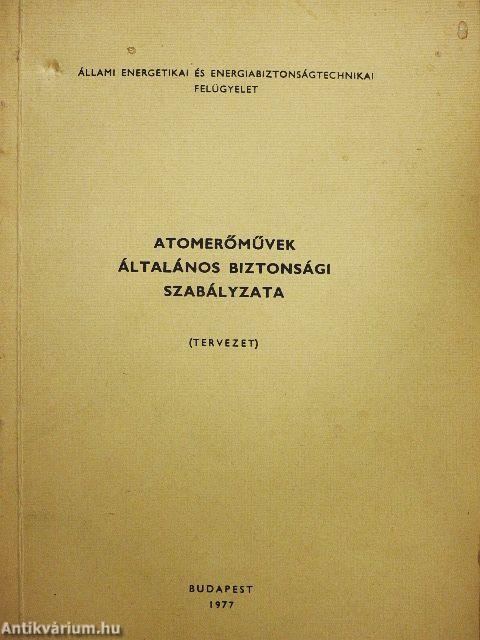 ÁLLAMI ENERGETIKAI ÉS ENERGIABIZTONSÁGTECHNIKAI
FELÜGYELET
ATOMERŐMŰVEK
ÁLTALÁNOS BIZTONSÁGI
SZABÁLYZATA
(TERVEZET)
BUDAPEST
1977
Antikvárium.hu